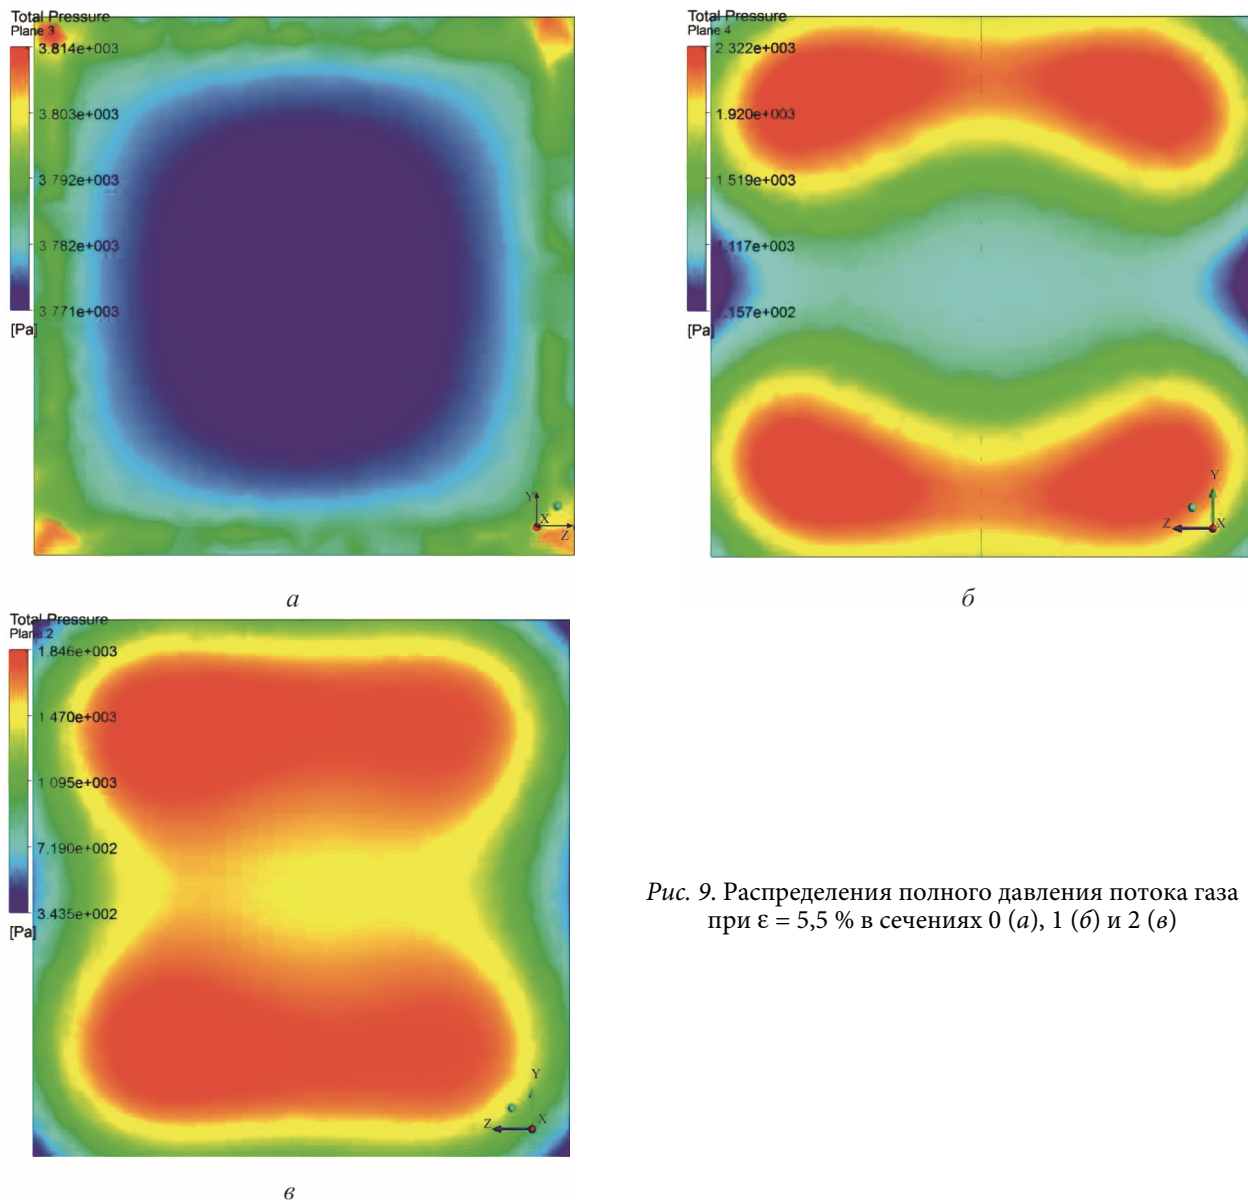 Total Pressure
Plane 3
3.814e+003
3.803e+003
3 792e+003
3.782e+003
3.771e+003
[Pa]
Y
X
Z
а
Total Pressure
Plane 4
2.322e+003
1.920e+003
1 519e+003
1.117e+003
7.157e+002
[Pa]
Y
Z X
б
Total Pressure
Plane 2
1.846e+003
1 470e+003
1 095e+003
7.190e+002
3.435e+002
[Pa]
Y
Z X
в
Рис. 9. Распределения полного давления потока газа
при ε = 5,5 % в сечениях 0 (а), 1 (б) и 2 (в)